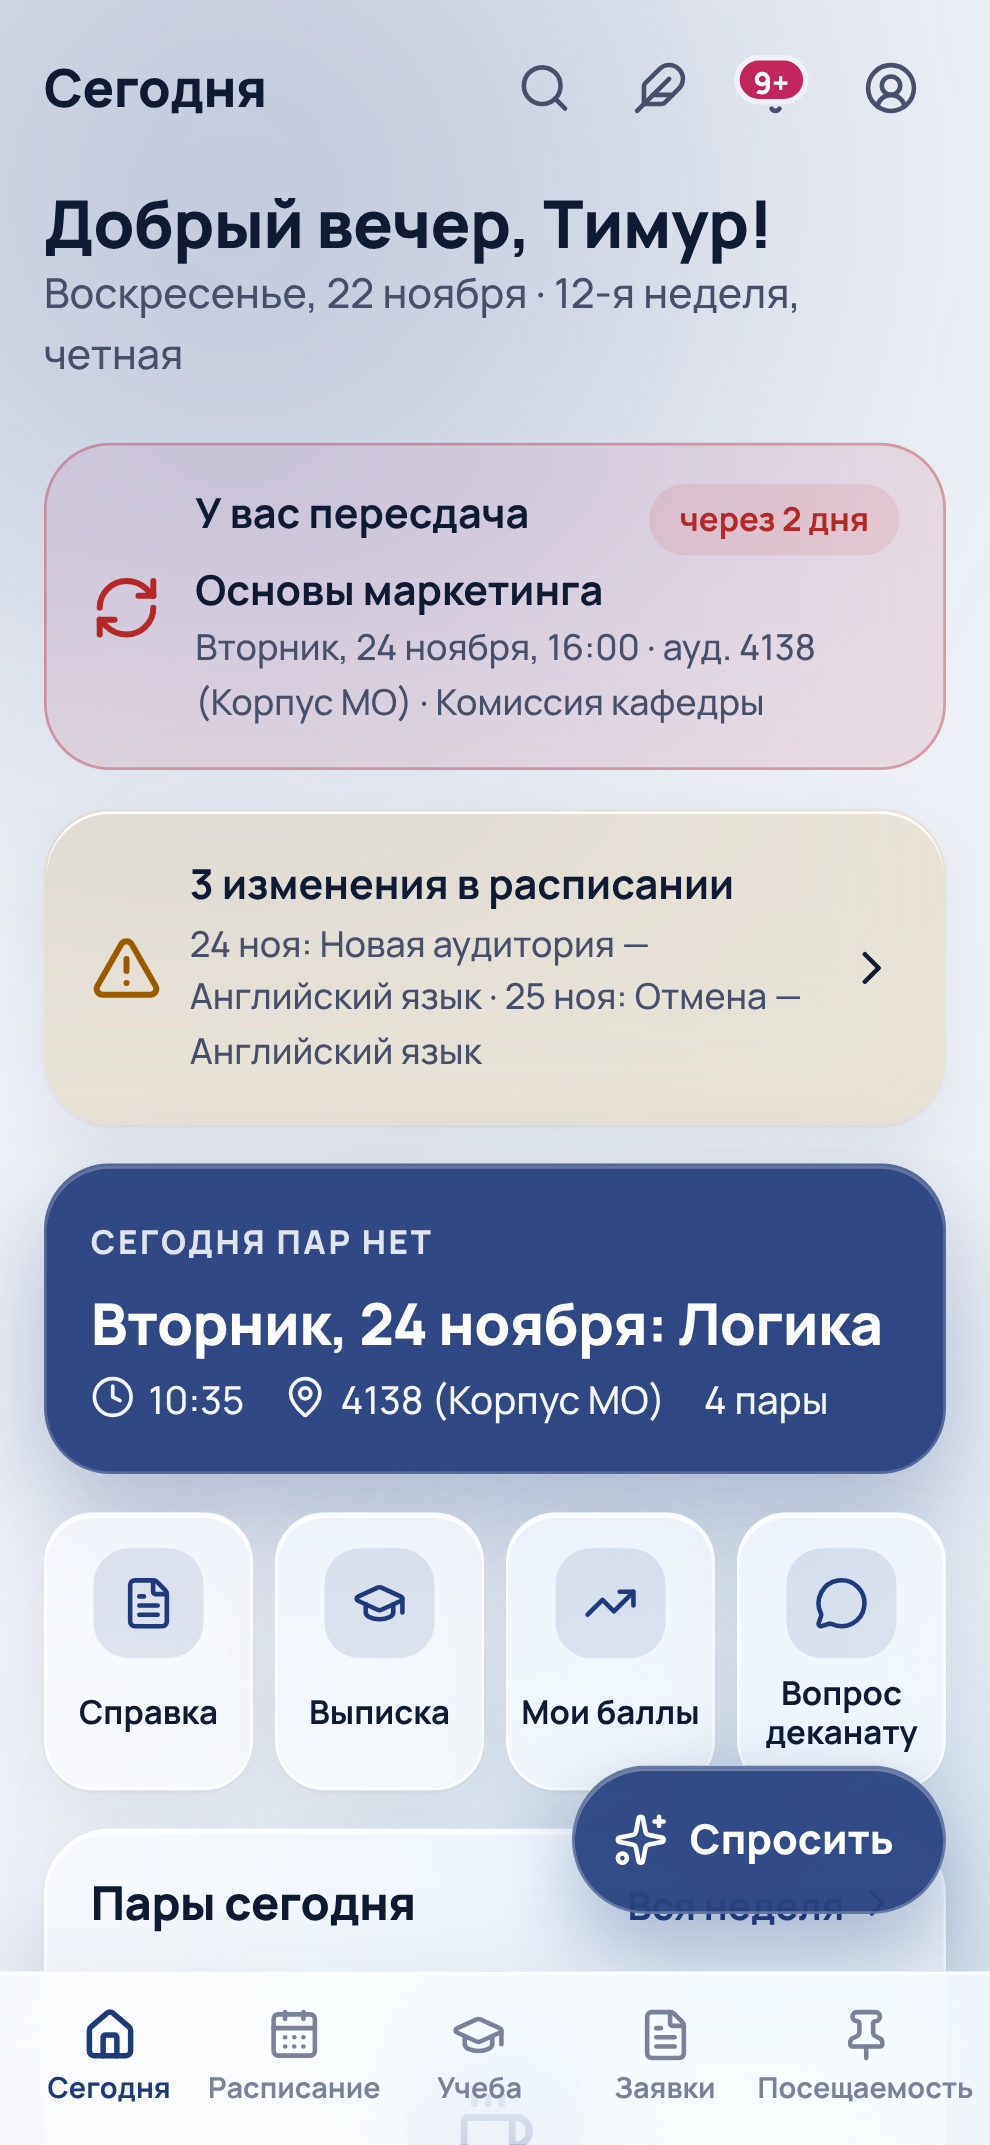 Сегодня
9+
Добрый вечер, Тимур!
Воскресенье, 22 ноября · 12-я неделя,
четная
У вас пересдача
через 2 дня
Основы маркетинга
Вторник, 24 ноября, 16:00 · ауд. 4138
(Корпус МО) · Комиссия кафедры
3 изменения в расписании
24 ноя: Новая аудитория —
Английский язык · 25 ноя: Отмена —
Английский язык
СЕГОДНЯ ПАР НЕТ
Вторник, 24 ноября: Логика
10:35 4138 (Корпус МО) 4 пары
Справка
Выписка
Мои баллы
Вопрос
деканату
Спросить
Пары сегодня
Вся неделя
Сегодня
Расписание
Учеба
Заявки
Посещаемость